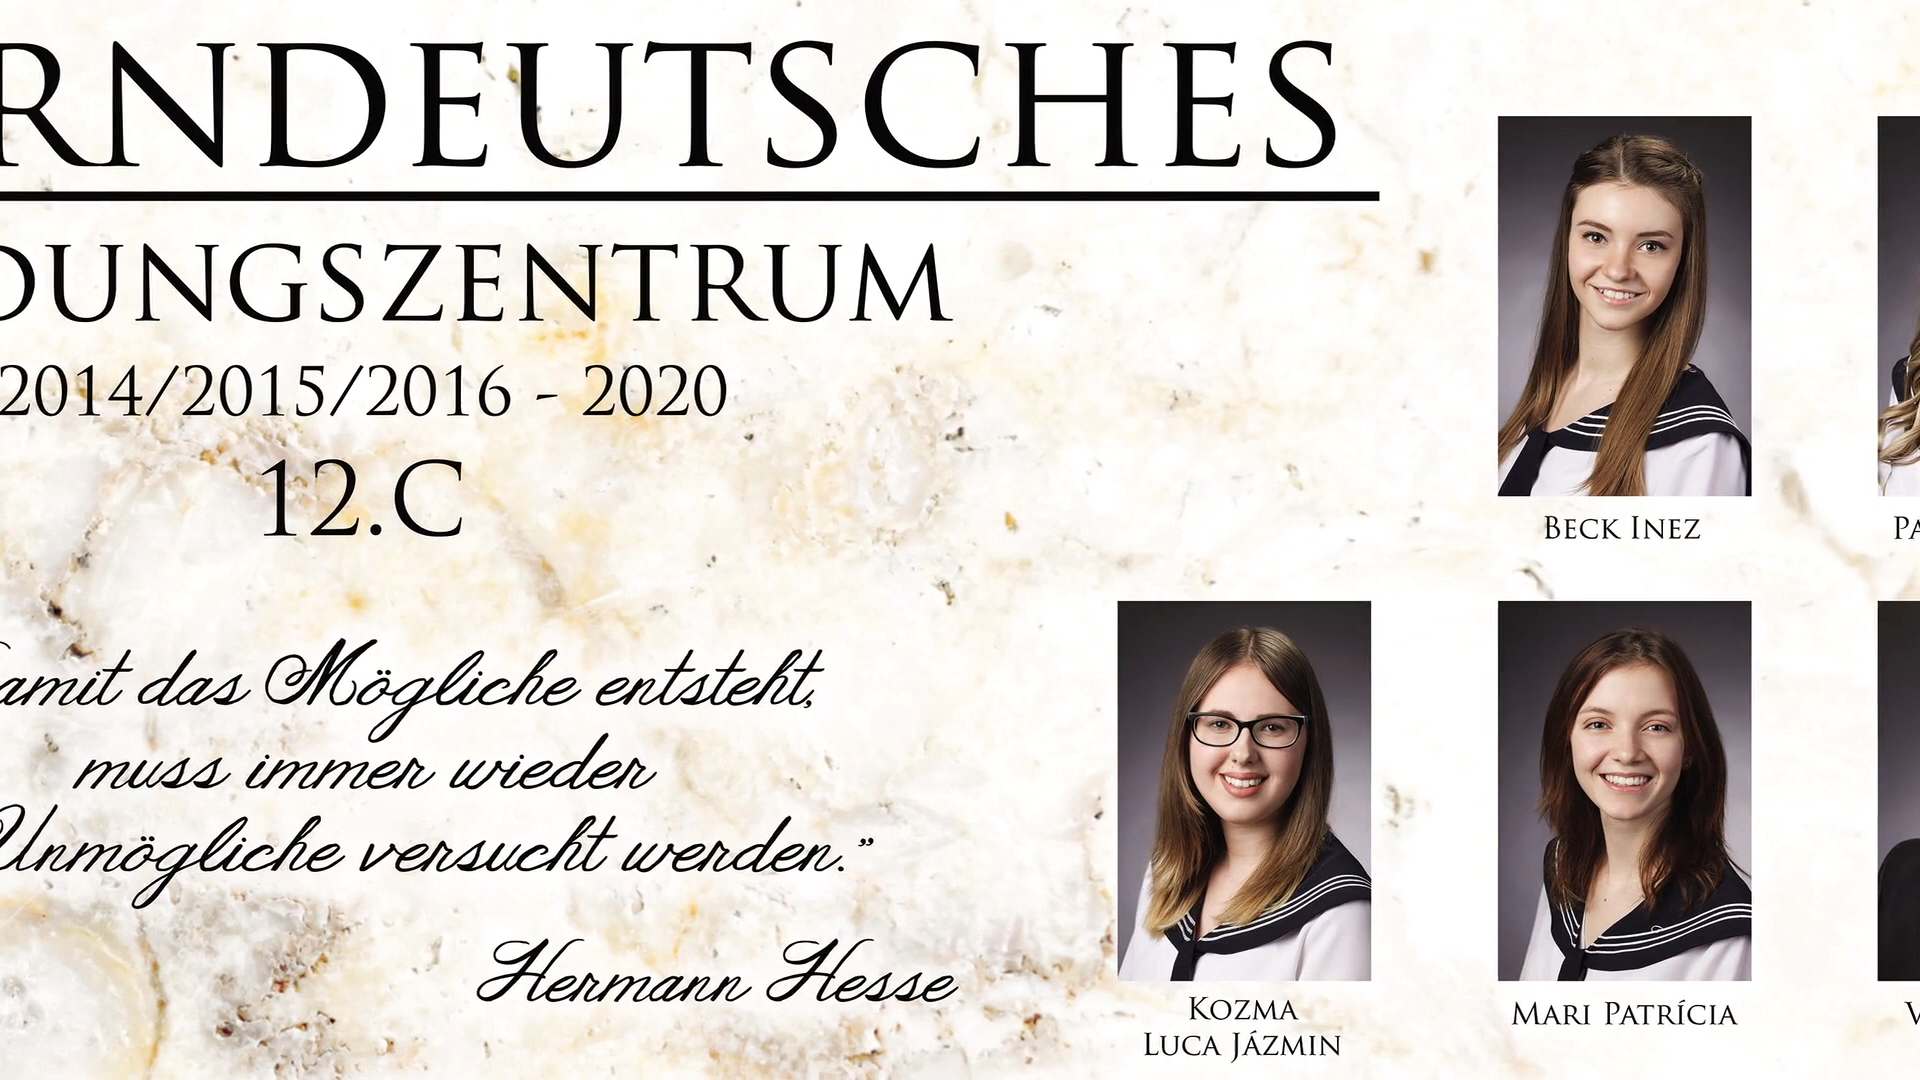 RNDEUTSCHES
DUNGSZENTRUM
2014/2015/2016 - 2020
12.C
amit das Mögliche entsteht,
muss immer wieder
Unmögliche versucht werden.”
Hermann Hesse
BECK INEZ
PA
KOZMA
LUCA JÁZMIN
MARI PATRÍCIA
V